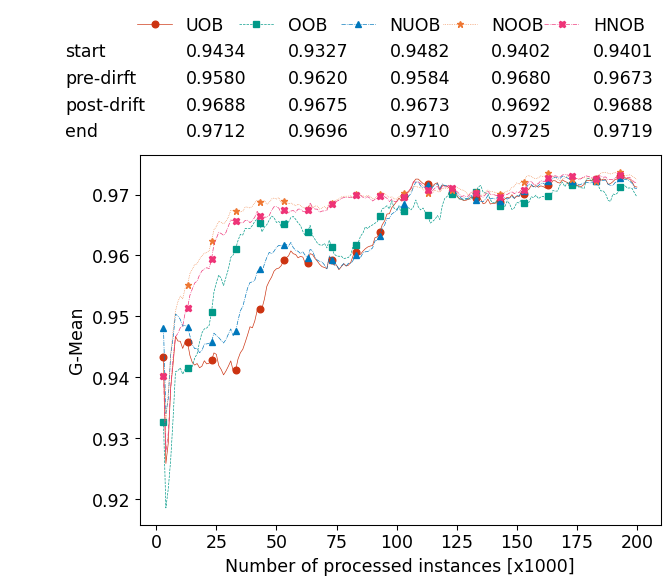 UOB OOB NUOB NOOB HNOB
start 0.9434 0.9327 0.9482 0.9402 0.9401
pre-dirft 0.9580 0.9620 0.9584 0.9680 0.9673
post-drift 0.9688 0.9675 0.9673 0.9692 0.9688
end 0.9712 0.9696 0.9710 0.9725 0.9719
0.97
0.96
0.95
0.94
0.93
0.92
G-Mean
0 25 50 75 100 125 150 175 200
Number of processed instances [x1000]